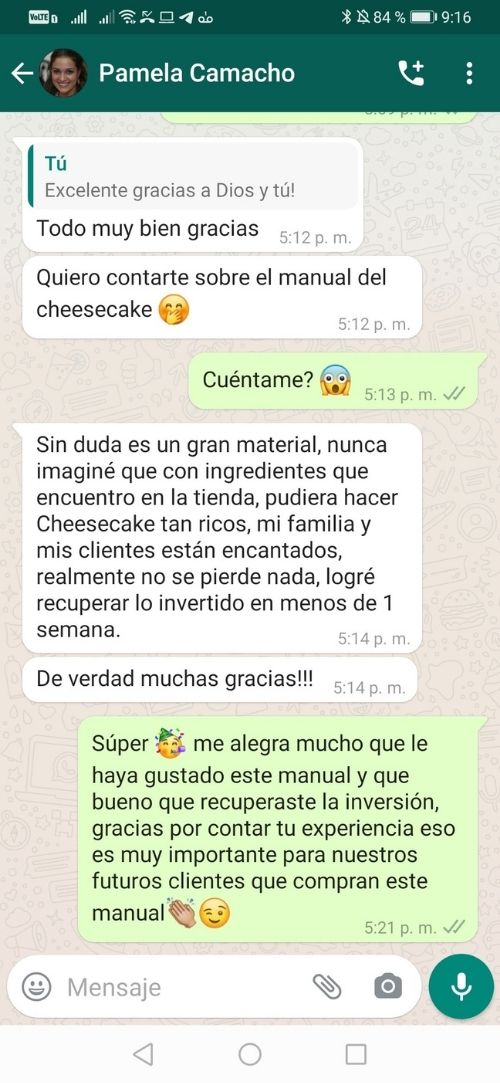 VoLTE
84 %
9:16
Pamela Camacho
Tú
Excelente gracias a Dios y tú!
Todo muy bien gracias
5:12 p. m.
Quiero contarte sobre el manual del
cheesecake 🤭
5:12 p. m.
Cuéntame? 😱
5:13 p. m.
Sin duda es un gran material, nunca
imaginé que con ingredientes que
encuentro en la tienda, pudiera hacer
Cheesecake tan ricos, mi familia y
mis clientes están encantados,
realmente no se pierde nada, logré
recuperar lo invertido en menos de 1
semana.
5:14 p. m.
De verdad muchas gracias!!!
5:14 p. m.
Súper 🥳 me alegra mucho que le
haya gustado este manual y que
bueno que recuperaste la inversión,
gracias por contar tu experiencia eso
es muy importante para nuestros
futuros clientes que compran este
manual👏🏼😉
5:21 p. m.
Mensaje